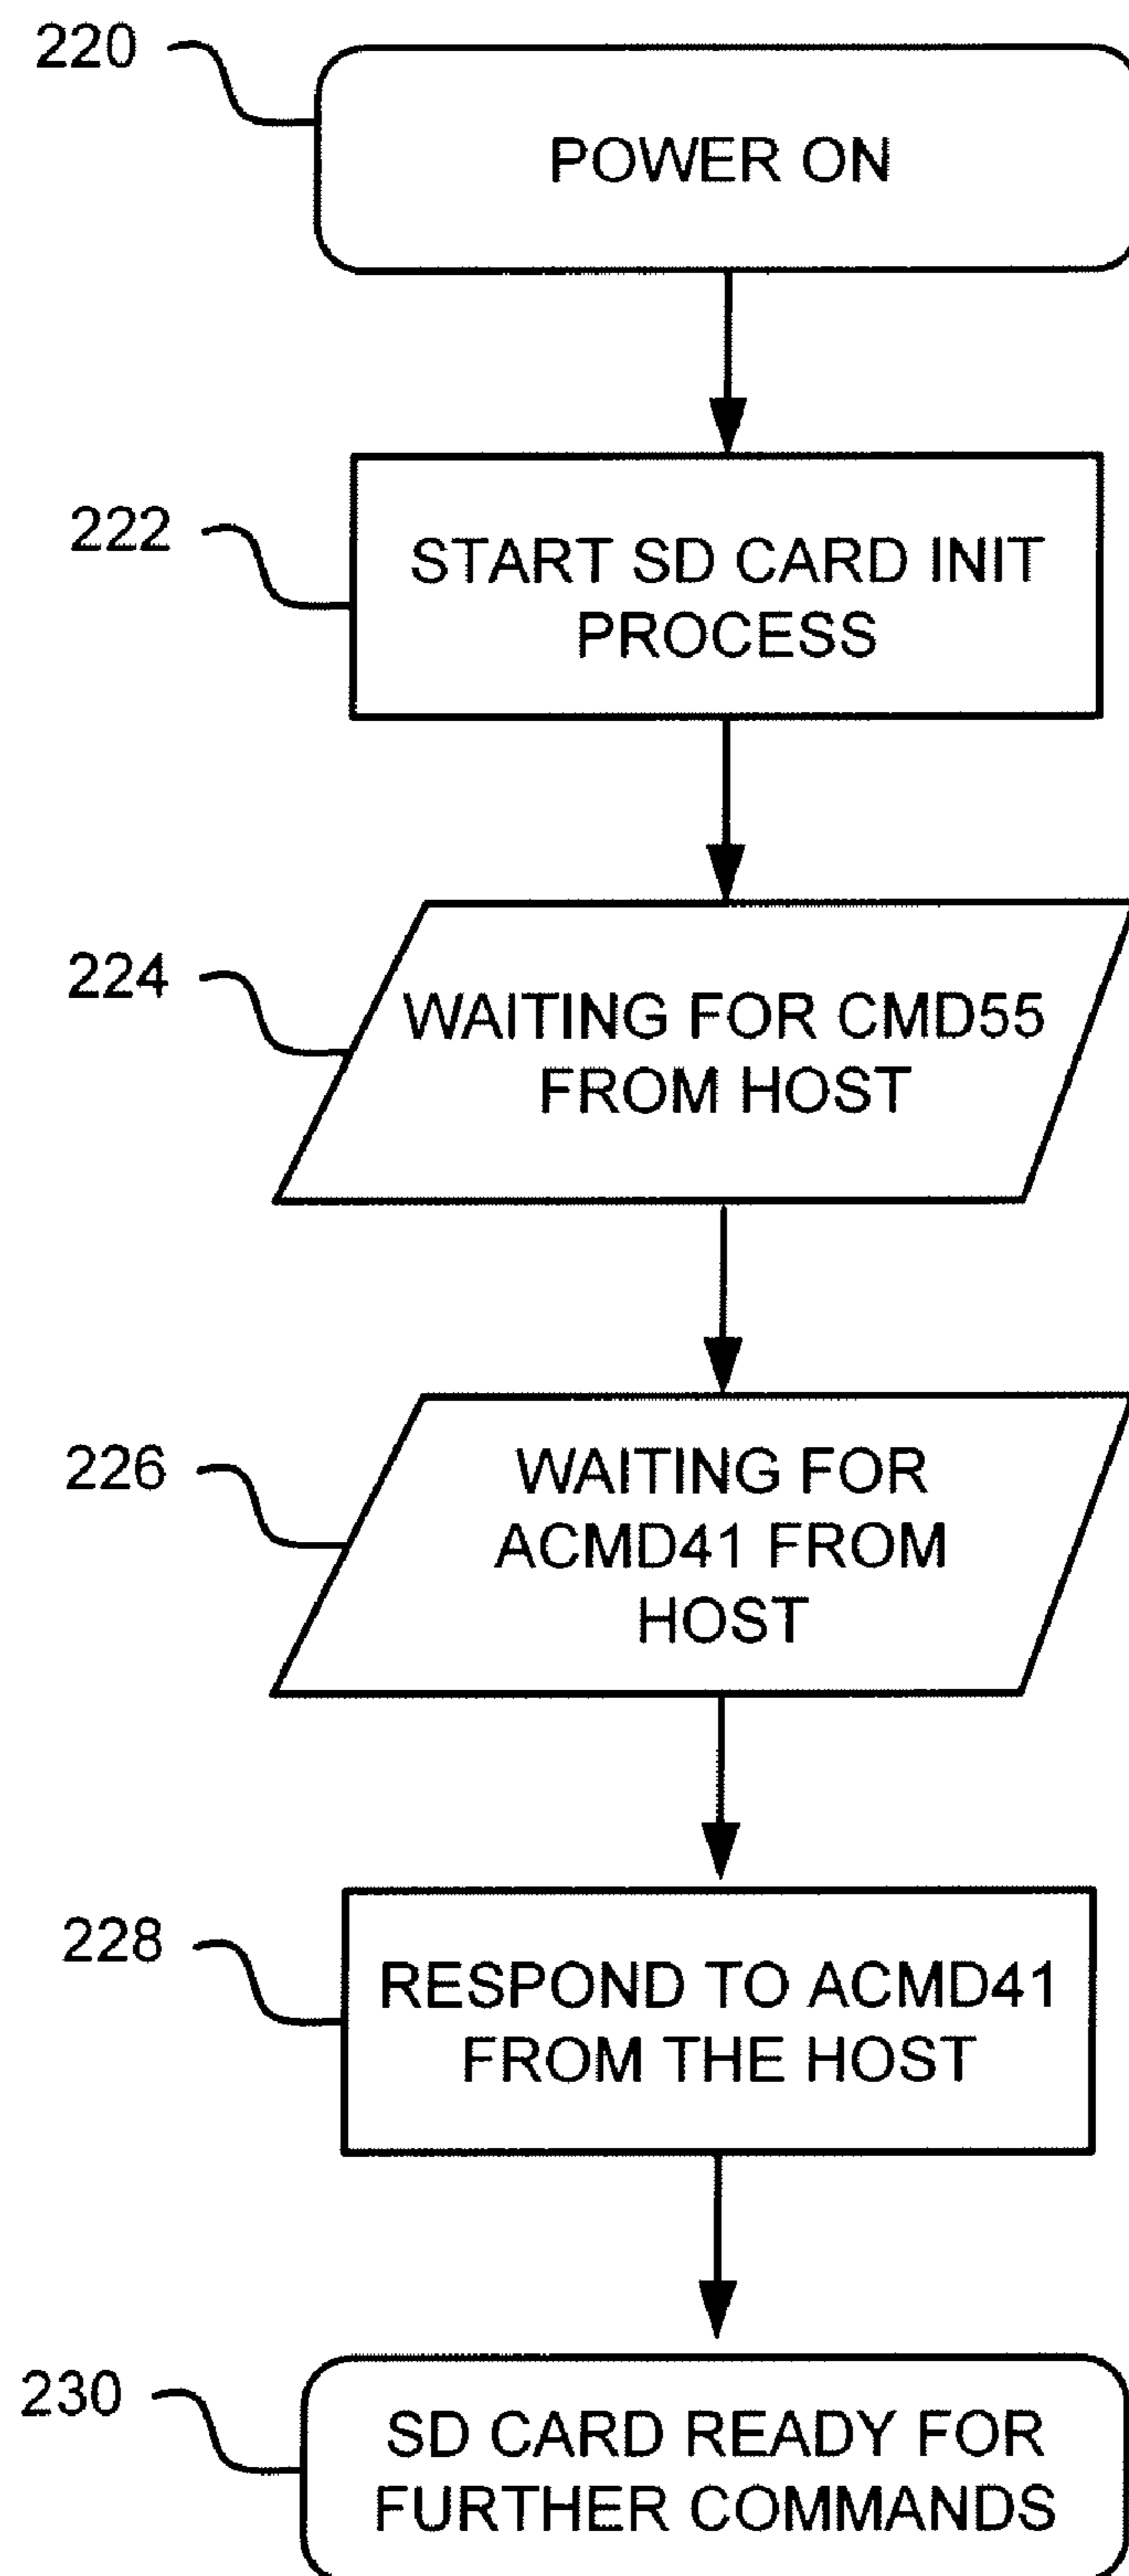 220
POWER ON
222
START SD CARD INIT
PROCESS
224
WAITING FOR CMD55
FROM HOST
226
WAITING FOR
ACMD41 FROM
HOST
228
RESPOND TO ACMD41
FROM THE HOST
230
SD CARD READY FOR
FURTHER COMMANDS